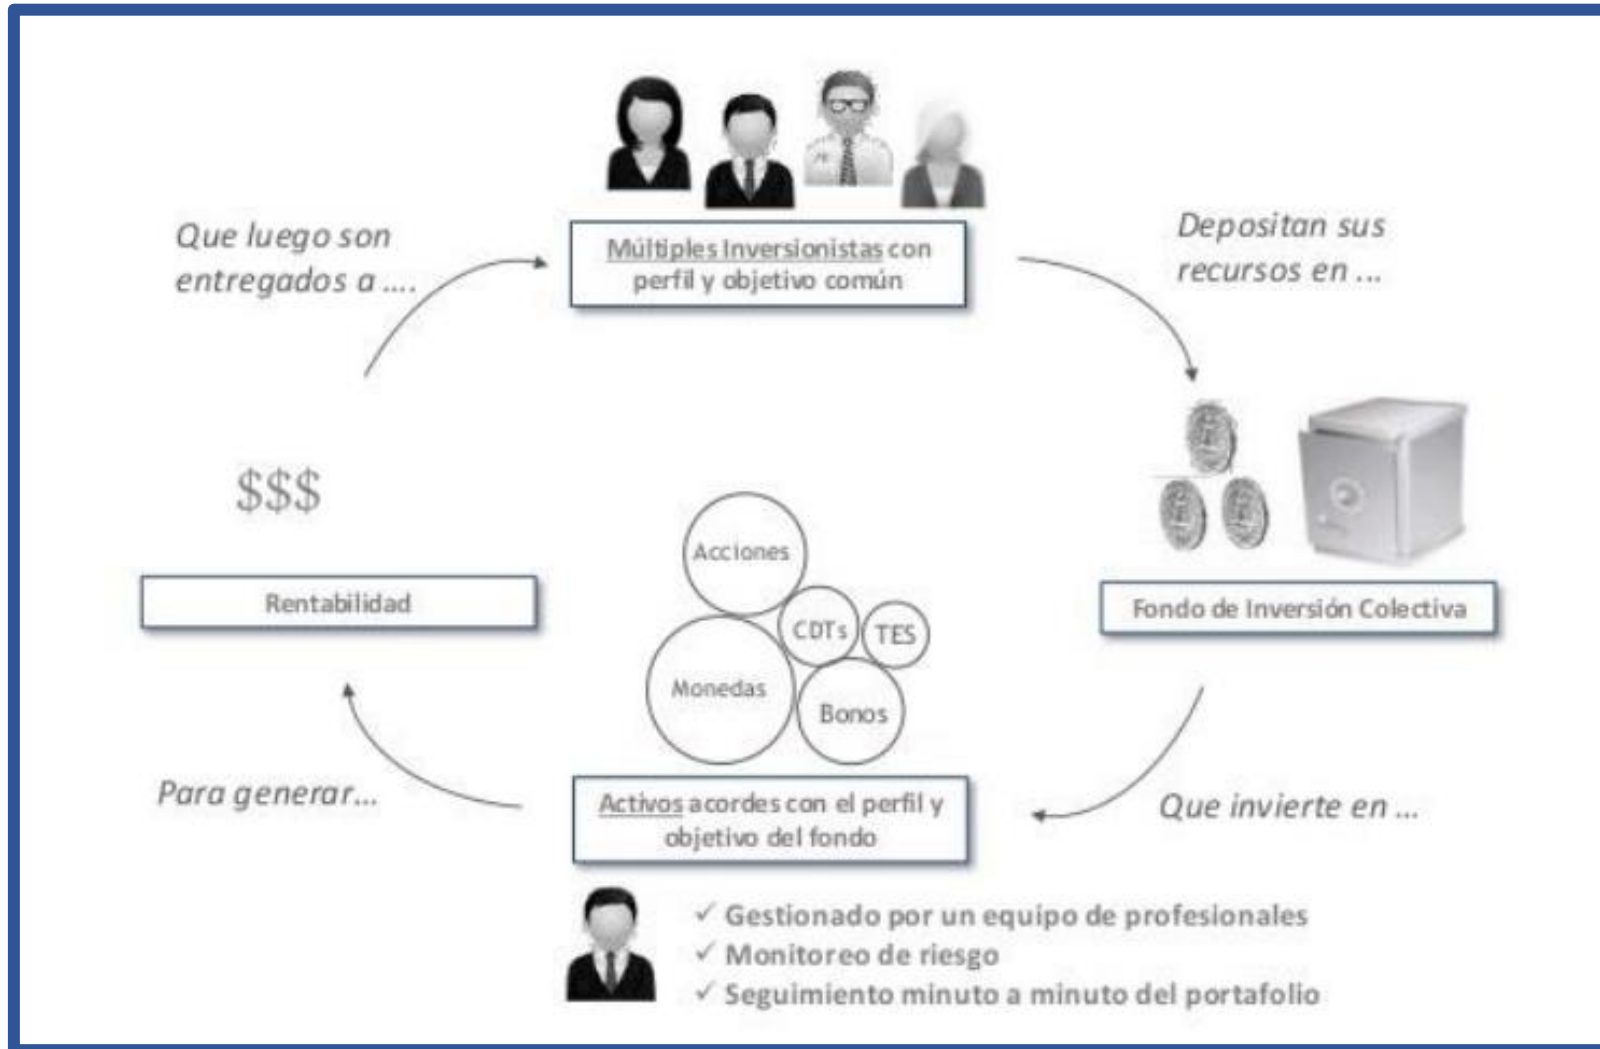 Múltiples Inversionistas con
perfil y objetivo común
Depositan sus
recursos en ...
Fondo de Inversión Colectiva
Que invierte en ...
Acciones
CDTs
TES
Monedas
Bonos
Activos acordes con el perfil y
objetivo del fondo
✓ Gestionado por un equipo de profesionales
✓ Monitoreo de riesgo
✓ Seguimiento minuto a minuto del portafolio
Para generar...
$$$
Rentabilidad
Que luego son
entregados a ....